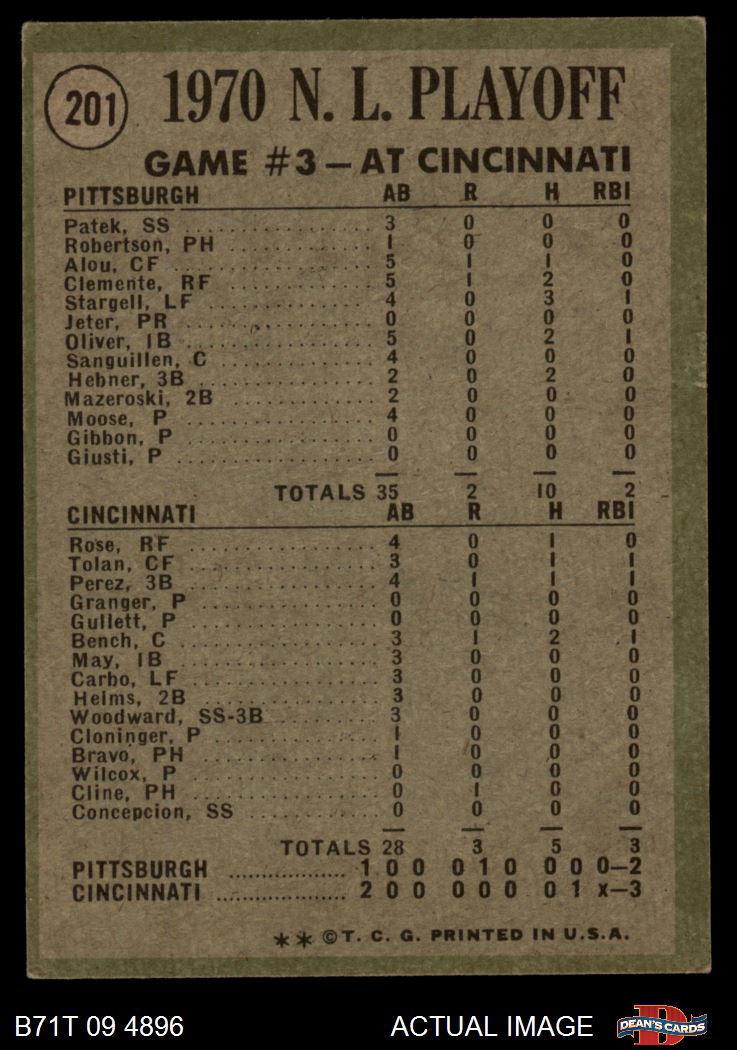 201 1970 N. L. PLAYOFF
GAME #3 – AT CINCINNATI
PITTSBURGH AB R H RBI
Patek, SS .................. 3 0 0 0
Robertson, PH .............. 1 0 0 0
Alou, CF ................... 5 1 1 0
Clemente, RF ............... 5 1 2 0
Stargell, LF ............... 4 0 3 1
Jeter, PR .................. 0 0 0 0
Oliver, 1B ................. 5 0 2 1
Sanguillen, C .............. 4 0 0 0
Hebner, 3B ................. 2 0 2 0
Mazeroski, 2B .............. 2 0 0 0
Moose, P ................... 4 0 0 0
Gibbon, P .................. 0 0 0 0
Giusti, P .................. 0 0 0 0
TOTALS 35 2 10 2
CINCINNATI AB R H RBI
Rose, RF ................... 4 0 1 0
Tolan, CF .................. 3 0 1 1
Perez, 3B .................. 4 1 1 1
Granger, P ................. 0 0 0 0
Gullett, P ................. 0 0 0 0
Bench, C ................... 3 1 2 1
May, 1B .................... 3 0 0 0
Carbo, LF .................. 3 0 0 0
Helms, 2B .................. 3 0 0 0
Woodward, SS-3B ............ 3 0 0 0
Cloninger, P ............... 1 0 0 0
Bravo, PH .................. 1 0 0 0
Wilcox, P .................. 0 0 0 0
Cline, PH .................. 0 1 0 0
Concepcion, SS ............. 0 0 0 0
TOTALS 28 3 5 3
PITTSBURGH .................. 1 0 0 0 1 0 0 0 0–2
CINCINNATI .................... 2 0 0 0 0 0 0 1 x–3
** © T. C. G. PRINTED IN U.S.A.
B71T 09 4896 ACTUAL IMAGE D DEAN'S CARDS